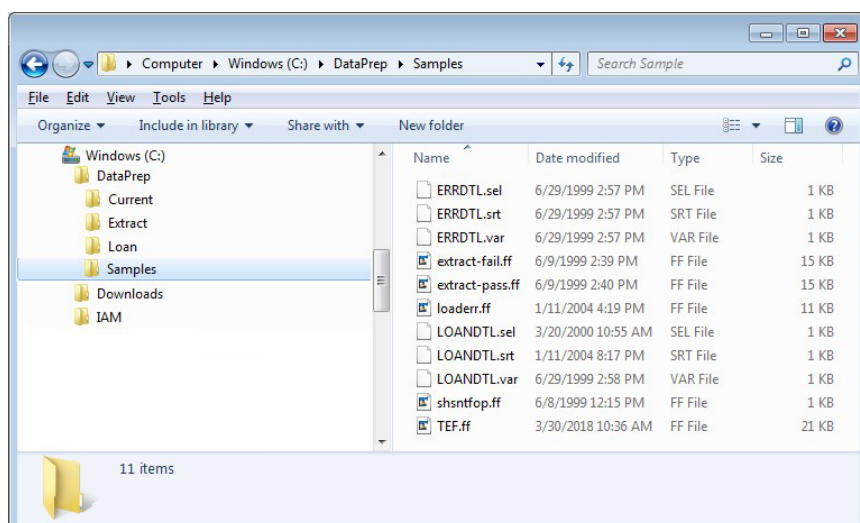 Computer Windows (C:) DataPrep Samples Search Sample
File Edit View Tools Help
Organize Include in library Share with New folder
Windows (C:)
DataPrep
Current
Extract
Loan
Samples
Downloads
IAM
Name Date modified Type Size
ERRDTL.sel 6/29/1999 2:57 PM SEL File 1 KB
ERRDTL.srt 6/29/1999 2:57 PM SRT File 1 KB
ERRDTL.var 6/29/1999 2:57 PM VAR File 1 KB
extract-fail.ff 6/9/1999 2:39 PM FF File 15 KB
extract-pass.ff 6/9/1999 2:40 PM FF File 15 KB
loaderr.ff 1/11/2004 4:19 PM FF File 11 KB
LOANDTL.sel 3/20/2000 10:55 AM SEL File 1 KB
LOANDTL.srt 1/11/2004 8:17 PM SRT File 1 KB
LOANDTL.var 6/29/1999 2:58 PM VAR File 1 KB
shsntfop.ff 6/8/1999 12:15 PM FF File 1 KB
TEF.ff 3/30/2018 10:36 AM FF File 21 KB
11 items